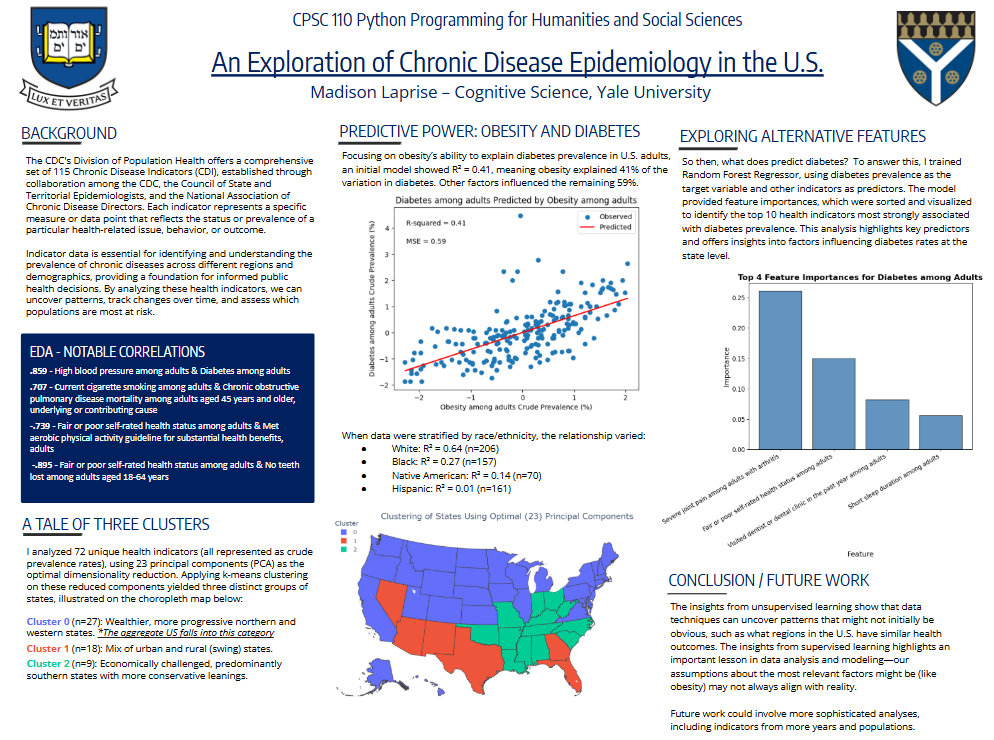 CPSC 110 Python Programming for Humanities and Social Sciences
An Exploration of Chronic Disease Epidemiology in the U.S.
Madison Laprise – Cognitive Science, Yale University
אורים
ותמים
LUX ET VERITAS
BACKGROUND
The CDC's Division of Population Health offers a comprehensive
set of 115 Chronic Disease Indicators (CDI), established through
collaboration among the CDC, the Council of State and
Territorial Epidemiologists, and the National Association of
Chronic Disease Directors. Each indicator represents a specific
measure or data point that reflects the status or prevalence of a
particular health-related issue, behavior, or outcome.
Indicator data is essential for identifying and understanding the
prevalence of chronic diseases across different regions and
demographics, providing a foundation for informed public
health decisions. By analyzing these health indicators, we can
uncover patterns, track changes over time, and assess which
populations are most at risk.
EDA - NOTABLE CORRELATIONS
.859 - High blood pressure among adults & Diabetes among adults
.707 - Current cigarette smoking among adults & Chronic obstructive
pulmonary disease mortality among adults aged 45 years and older,
underlying or contributing cause
-.739 - Fair or poor self-rated health status among adults & Met
aerobic physical activity guideline for substantial health benefits,
adults
-.895 - Fair or poor self-rated health status among adults & No teeth
lost among adults aged 18-64 years
A TALE OF THREE CLUSTERS
I analyzed 72 unique health indicators (all represented as crude
prevalence rates), using 23 principal components (PCA) as the
optimal dimensionality reduction. Applying k-means clustering
on these reduced components yielded three distinct groups of
states, illustrated on the choropleth map below:
Cluster 0 (n=27): Wealthier, more progressive northern and
western states. *The aggregate US falls into this category
Cluster 1 (n=18): Mix of urban and rural (swing) states.
Cluster 2 (n=9): Economically challenged, predominantly
southern states with more conservative leanings.
PREDICTIVE POWER: OBESITY AND DIABETES
Focusing on obesity's ability to explain diabetes prevalence in U.S. adults,
an initial model showed R² = 0.41, meaning obesity explained 41% of the
variation in diabetes. Other factors influenced the remaining 59%.
Diabetes among adults Predicted by Obesity among adults
R-squared = 0.41
MSE = 0.59
Observed
Predicted
Diabetes among adults Crude Prevalence (%)
4
3
2
1
0
−1
−2
−2
−1
0
1
2
Obesity among adults Crude Prevalence (%)
When data were stratified by race/ethnicity, the relationship varied:
• White: R² = 0.64 (n=206)
• Black: R² = 0.27 (n=157)
• Native American: R² = 0.14 (n=70)
• Hispanic: R² = 0.01 (n=161)
Clustering of States Using Optimal (23) Principal Components
Cluster
0
1
2
EXPLORING ALTERNATIVE FEATURES
So then, what does predict diabetes? To answer this, I trained
Random Forest Regressor, using diabetes prevalence as the
target variable and other indicators as predictors. The model
provided feature importances, which were sorted and visualized
to identify the top 10 health indicators most strongly associated
with diabetes prevalence. This analysis highlights key predictors
and offers insights into factors influencing diabetes rates at the
state level.
Top 4 Feature Importances for Diabetes among Adults
Importance
0.25
0.20
0.15
0.10
0.05
0.00
Severe joint pain among adults with arthritis
Fair or poor self-rated health status among adults
Visited dentist or dental clinic in the past year among adults
Short sleep duration among adults
Feature
CONCLUSION / FUTURE WORK
The insights from unsupervised learning show that data
techniques can uncover patterns that might not initially be
obvious, such as what regions in the U.S. have similar health
outcomes. The insights from supervised learning highlights an
important lesson in data analysis and modeling—our
assumptions about the most relevant factors might be (like
obesity) may not always align with reality.
Future work could involve more sophisticated analyses,
including indicators from more years and populations.